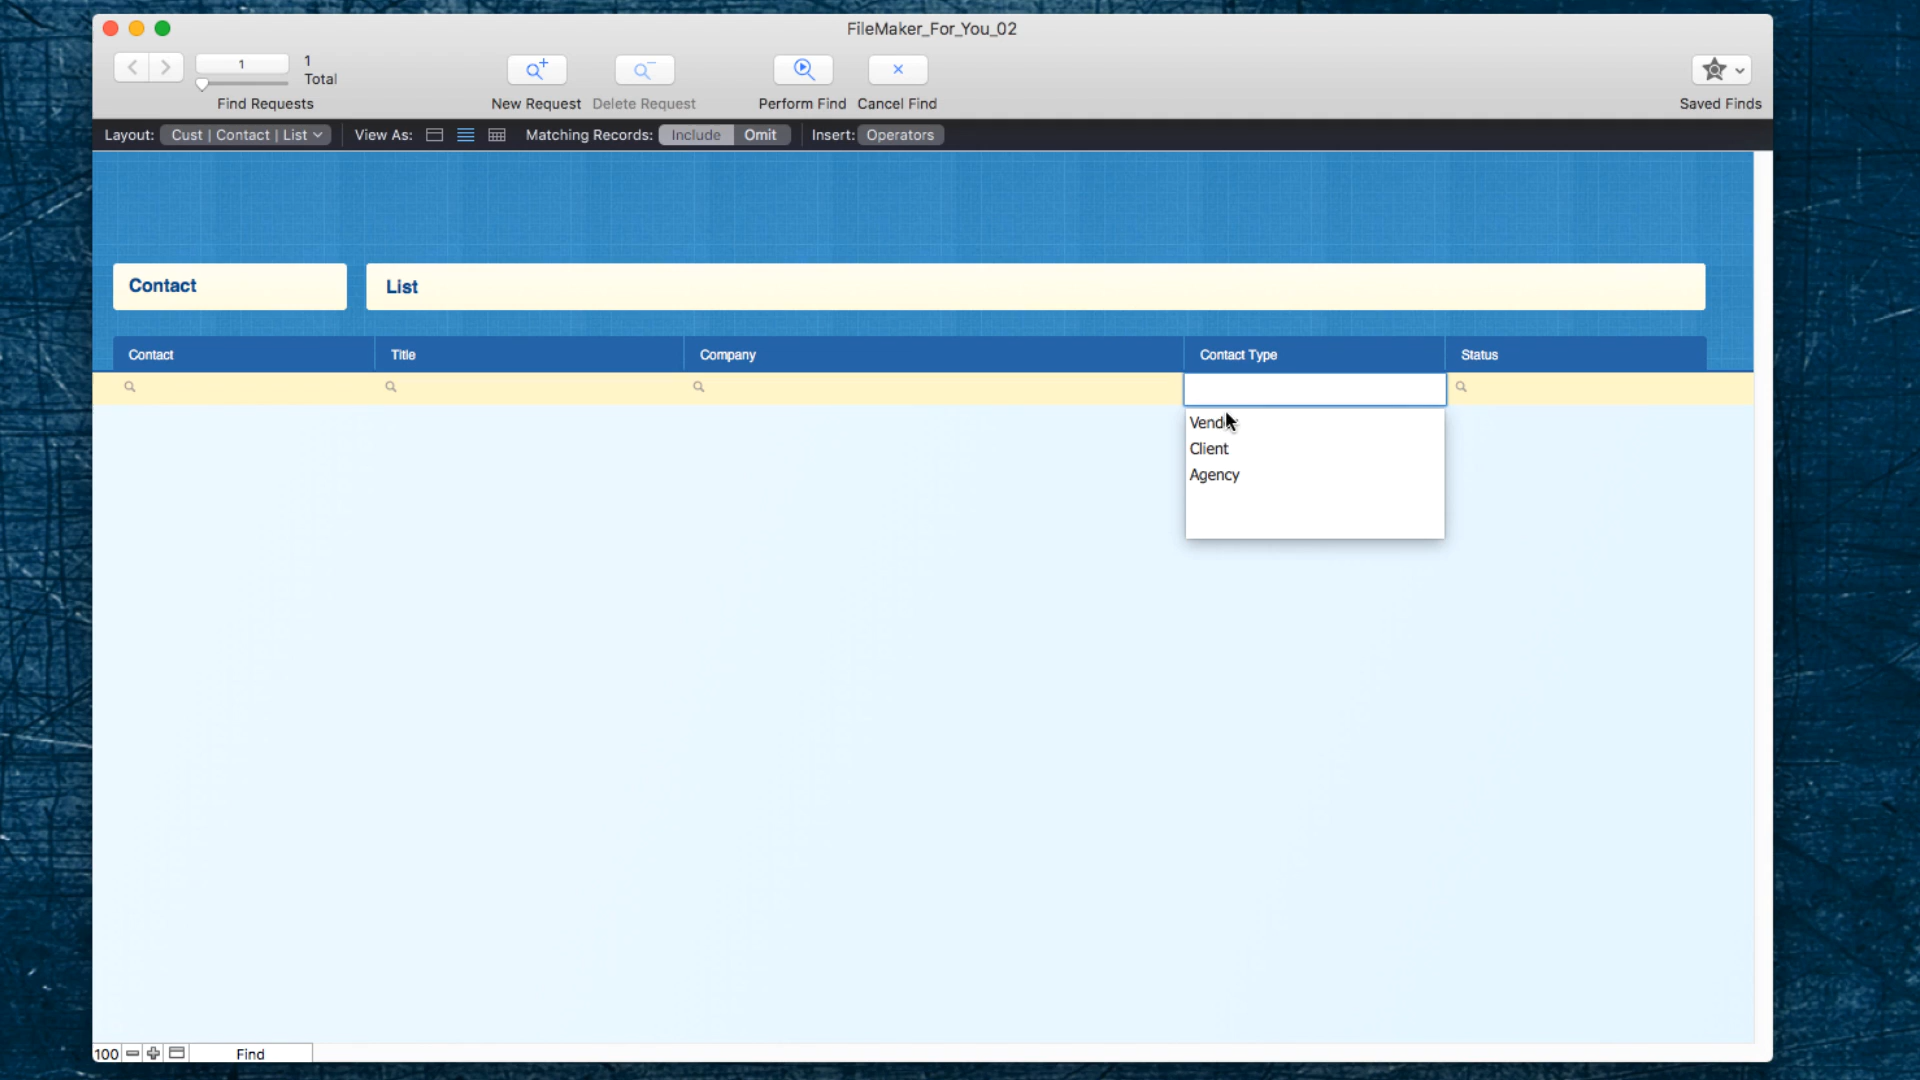 FileMaker_For_You_02
1
1
Total
Find Requests
New Request
Delete Request
Perform Find
Cancel Find
Saved Finds
Layout: Cust | Contact | List View As: Matching Records: Include Omit Insert: Operators
Contact
List
Contact Title Company Contact Type Status
Client
Agency
100 Find